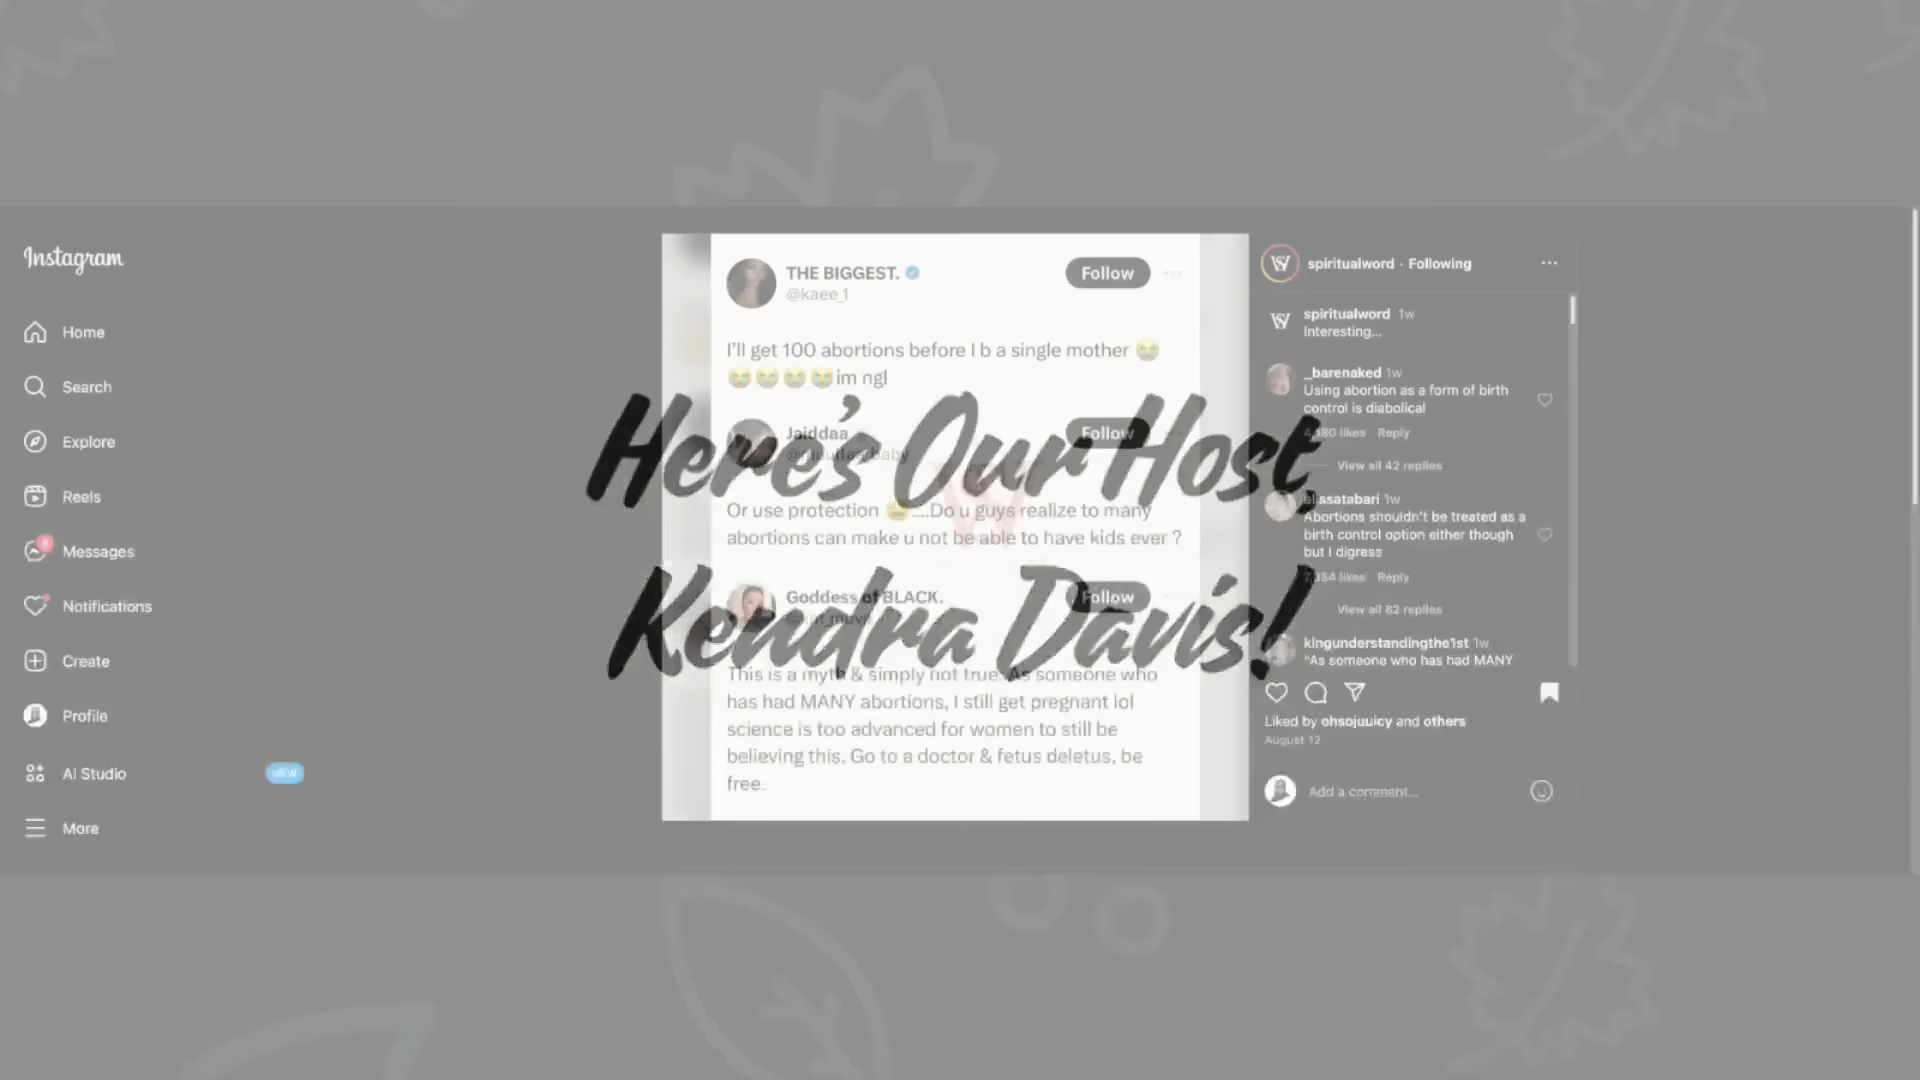 Instagram
Home
Search
Explore
Reels
Messages
Notifications
Create
Profile
AI Studio
NEW
More
THE BIGGEST.
@kaee_1
Follow
I'll get 100 abortions before I b a single mother 😭
😭😭😭😭im ngl
Jaiddaa
Follow
Or use protection 😑....Do u guys realize to many
abortions can make u not be able to have kids ever ?
Goddess of BLACK.
Follow
This is a myth & simply not true. As someone who
has had MANY abortions, I still get pregnant lol
science is too advanced for women to still be
believing this. Go to a doctor & fetus deletus, be
free.
Here's Our Host,
Kendra Davis!
spiritualword · Following
spiritualword 1w
Interesting...
_barenaked 1w
Using abortion as a form of birth
control is diabolical
likes Reply
View all 42 replies
1w
Abortions shouldn't be treated as a
birth control option either though
but I digress
likes Reply
View all 82 replies
kingunderstandingthe1st 1w
"As someone who has had MANY
Liked by ohsojuuicy and others
August 12
Add a comment...